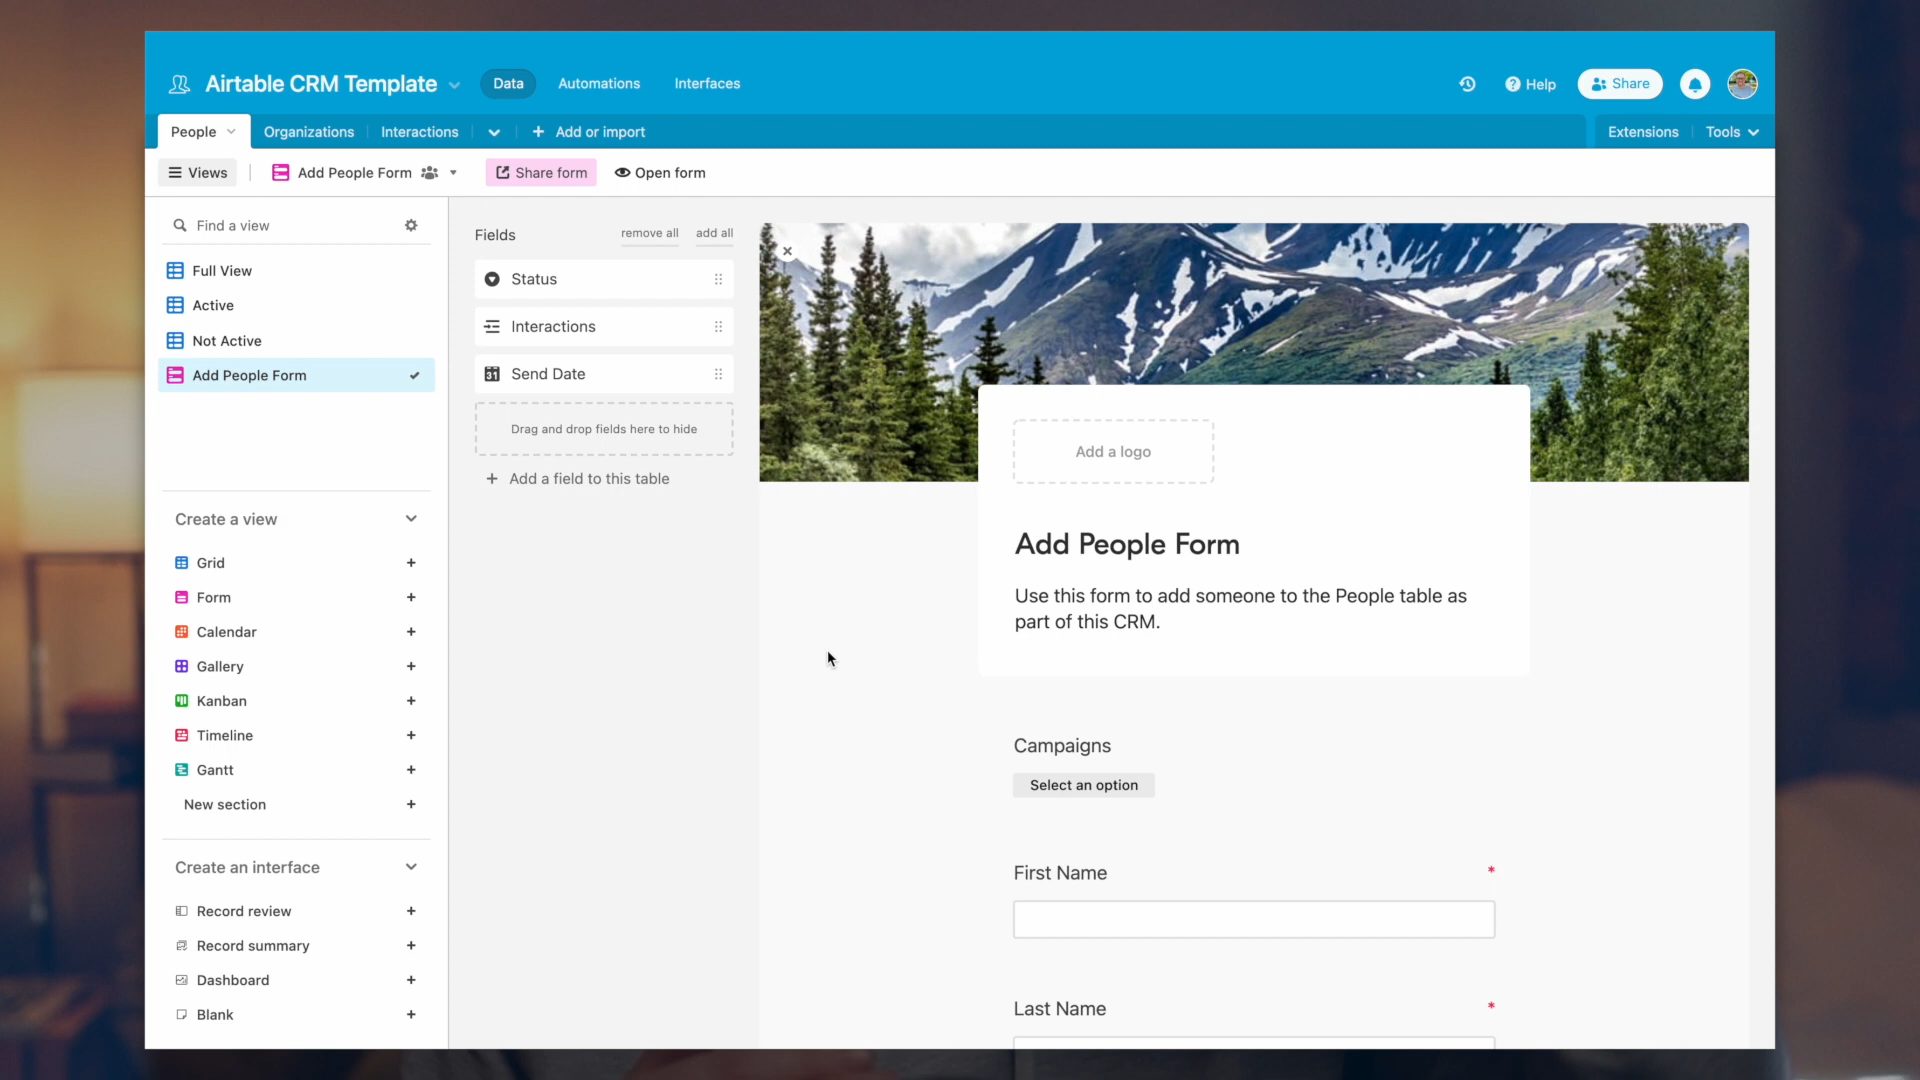 Airtable CRM Template
Data
Automations
Interfaces
Help
Share
People
Organizations
Interactions
Add or import
Extensions
Tools
Views
Add People Form
Share form
Open form
Find a view
Full View
Active
Not Active
Add People Form
Create a view
Grid
Form
Calendar
Gallery
Kanban
Timeline
Gantt
New section
Create an interface
Record review
Record summary
Dashboard
Blank
Fields
remove all
add all
Status
Interactions
31 Send Date
Drag and drop fields here to hide
Add a field to this table
Add a logo
Add People Form
Use this form to add someone to the People table as
part of this CRM.
Campaigns
Select an option
First Name *
Last Name *